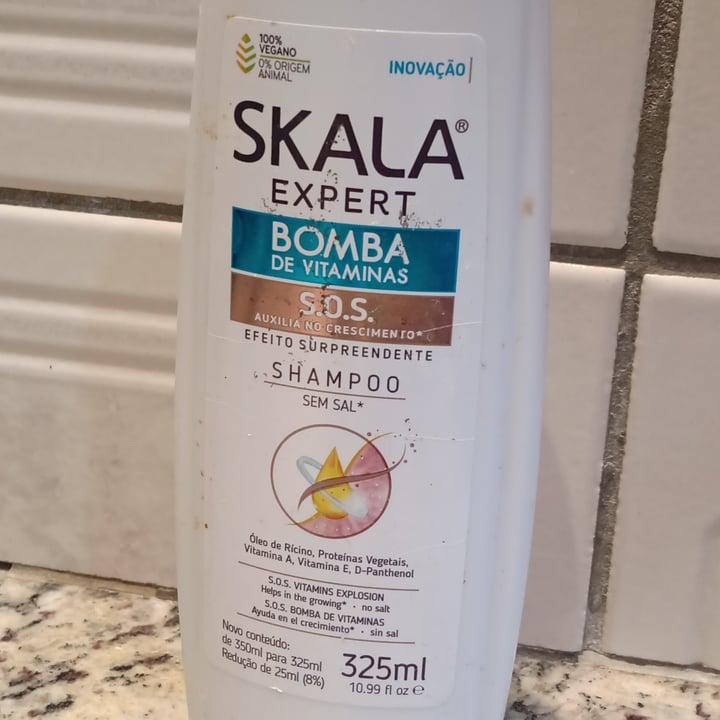 100%
VEGANO
0% ORIGEM
ANIMAL
INOVAÇÃO
SKALA®
EXPERT
BOMBA
DE VITAMINAS
S.O.S.
AUXILIA NO CRESCIMENTO*
EFEITO SURPREENDENTE
SHAMPOO
SEM SAL*
Óleo de Rícino, Proteínas Vegetais,
Vitamina A, Vitamina E, D-Panthenol
S.O.S. VITAMINS EXPLOSION
Helps in the growing* · no salt
S.O.S. BOMBA DE VITAMINAS
Ayuda en el crecimiento* · sin sal
Novo conteúdo:
de 350ml para 325ml
Redução de 25ml (8%)
325ml
10.99 fl oz ℮